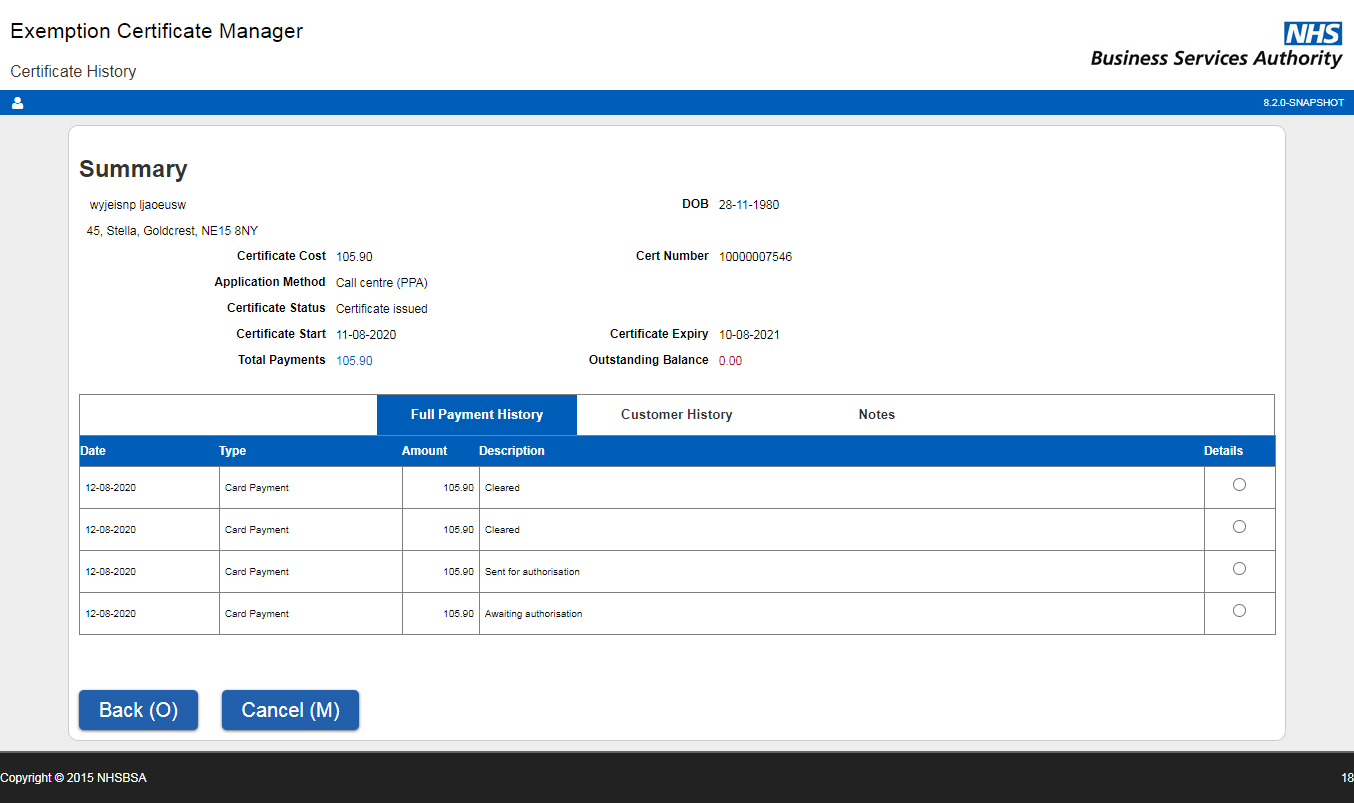 Exemption Certificate Manager
NHS
Business Services Authority
Certificate History
8.2.0-SNAPSHOT
Summary
wyjeisnp ljaoeusw DOB 28-11-1980
45, Stella, Goldcrest, NE15 8NY
Certificate Cost 105.90 Cert Number 10000007546
Application Method Call centre (PPA)
Certificate Status Certificate issued
Certificate Start 11-08-2020 Certificate Expiry 10-08-2021
Total Payments 105.90 Outstanding Balance 0.00
Full Payment History Customer History Notes
Date Type Amount Description Details
12-08-2020 Card Payment 105.90 Cleared
12-08-2020 Card Payment 105.90 Cleared
12-08-2020 Card Payment 105.90 Sent for authorisation
12-08-2020 Card Payment 105.90 Awaiting authorisation
Back (O) Cancel (M)
Copyright © 2015 NHSBSA 18